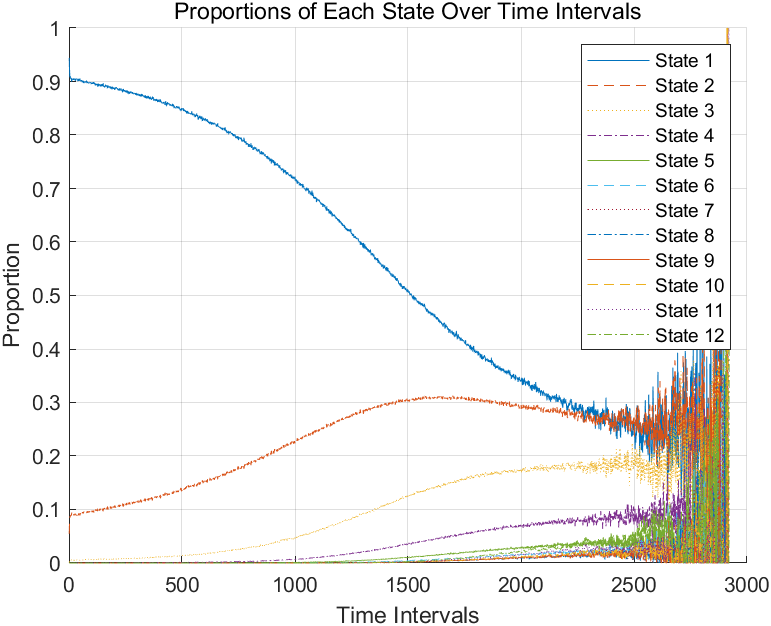 Proportions of Each State Over Time Intervals
1
0.9
0.8
0.7
0.6
0.5
0.4
0.3
0.2
0.1
0
Proportion
State 1
State 2
State 3
State 4
State 5
State 6
State 7
State 8
State 9
State 10
State 11
State 12
0 500 1000 1500 2000 2500 3000
Time Intervals